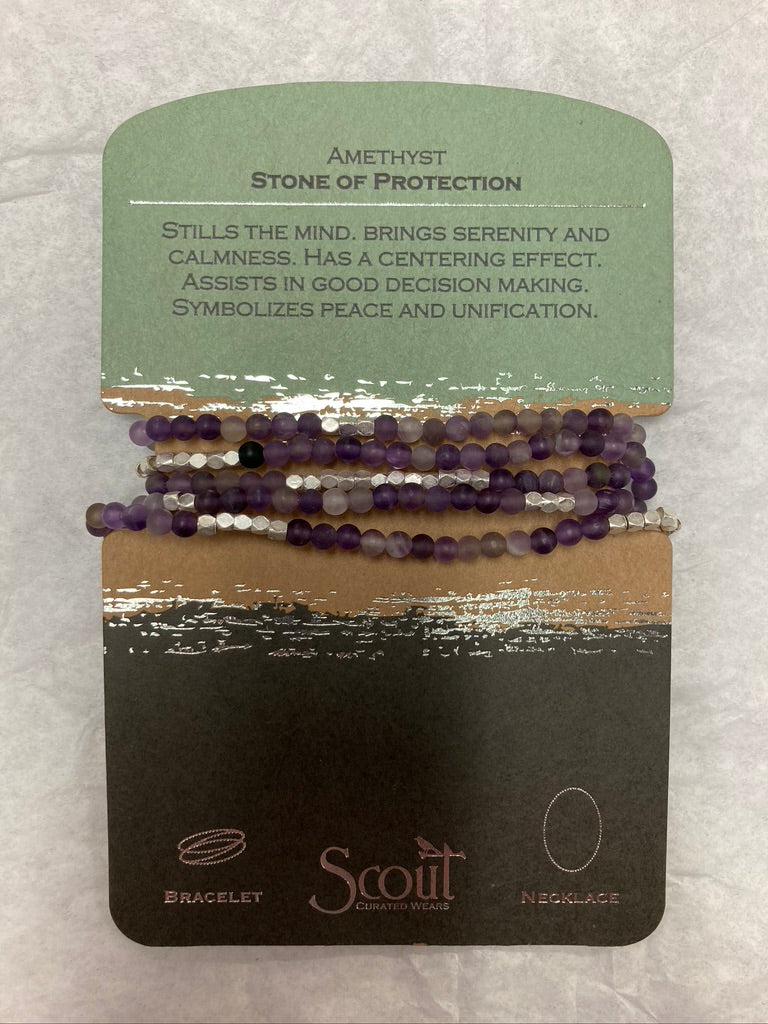 Amethyst
Stone of Protection
Stills the mind. brings serenity and
calmness. Has a centering effect.
Assists in good decision making.
Symbolizes peace and unification.
Bracelet
Scout
Curated Wears
Necklace